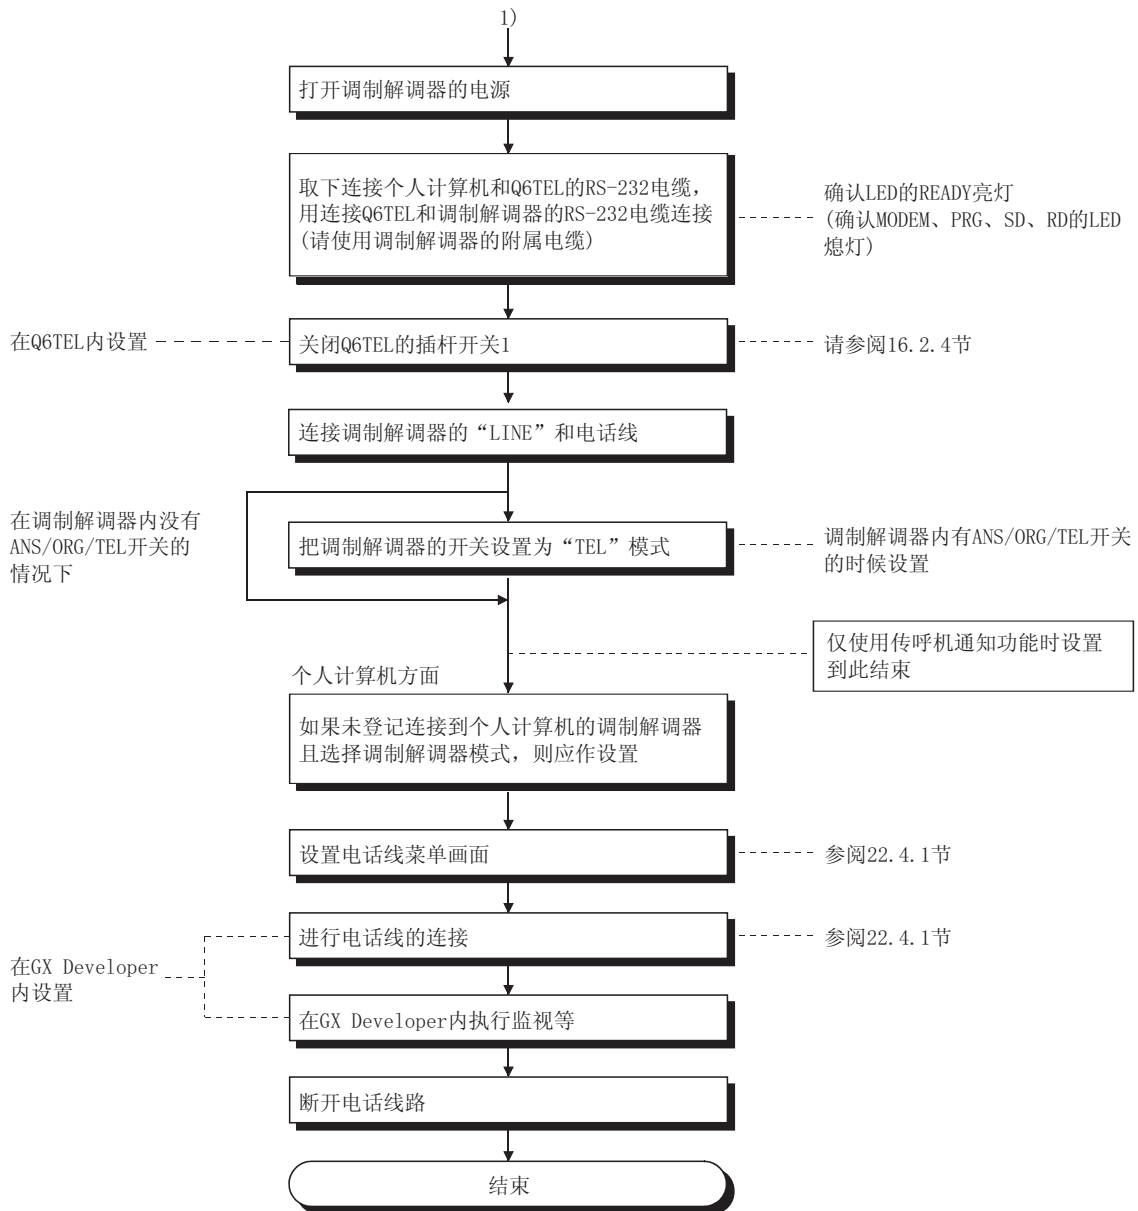 1)
打开调制解调器的电源
取下连接个人计算机和Q6TEL的RS-232电缆，
用连接Q6TEL和调制解调器的RS-232电缆连接
(请使用调制解调器的附属电缆)
确认LED的READY亮灯
(确认MODEM、PRG、SD、RD的LED
熄灯)
在Q6TEL内设置
关闭Q6TEL的插杆开关1
请参阅16.2.4节
连接调制解调器的“LINE”和电话线
在调制解调器内没有
ANS/ORG/TEL开关的
情况下
把调制解调器的开关设置为“TEL”模式
调制解调器内有ANS/ORG/TEL开关
的时候设置
仅使用传呼机通知功能时设置
到此结束
个人计算机方面
如果未登记连接到个人计算机的调制解调器
且选择调制解调器模式，则应作设置
设置电话线菜单画面
参阅22.4.1节
进行电话线的连接
参阅22.4.1节
在GX Developer
内设置
在GX Developer内执行监视等
断开电话线路
结束